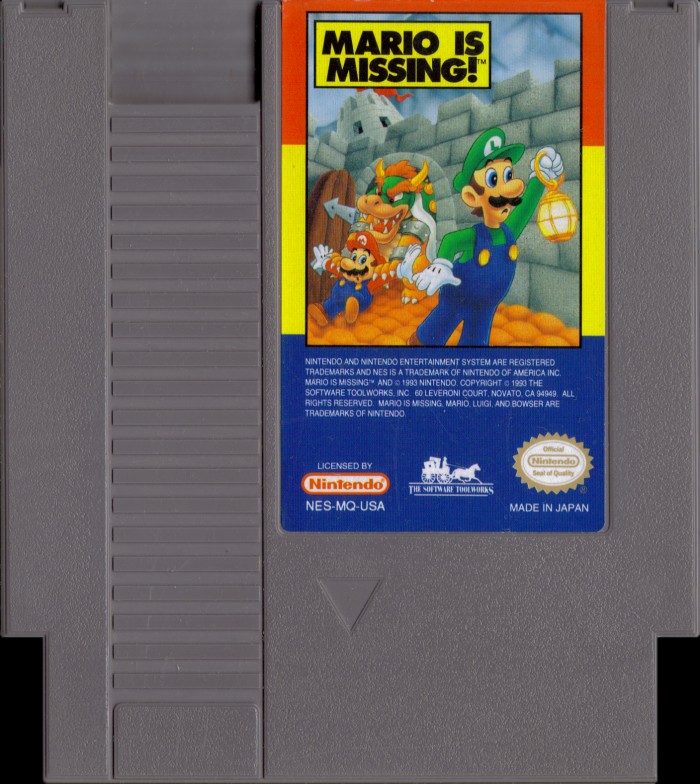 MARIO IS
MISSING!™
L
M
NINTENDO AND NINTENDO ENTERTAINMENT SYSTEM ARE REGISTERED
TRADEMARKS AND NES IS A TRADEMARK OF NINTENDO OF AMERICA INC.
MARIO IS MISSING™ AND © 1993 NINTENDO. COPYRIGHT © 1993 THE
SOFTWARE TOOLWORKS, INC. 60 LEVERONI COURT, NOVATO, CA 94949. ALL
RIGHTS RESERVED. MARIO IS MISSING, MARIO, LUIGI, AND BOWSER ARE
TRADEMARKS OF NINTENDO.
LICENSED BY
Nintendo®
NES-MQ-USA
THE SOFTWARE TOOLWORKS
Official
Nintendo
Seal of Quality
®
MADE IN JAPAN